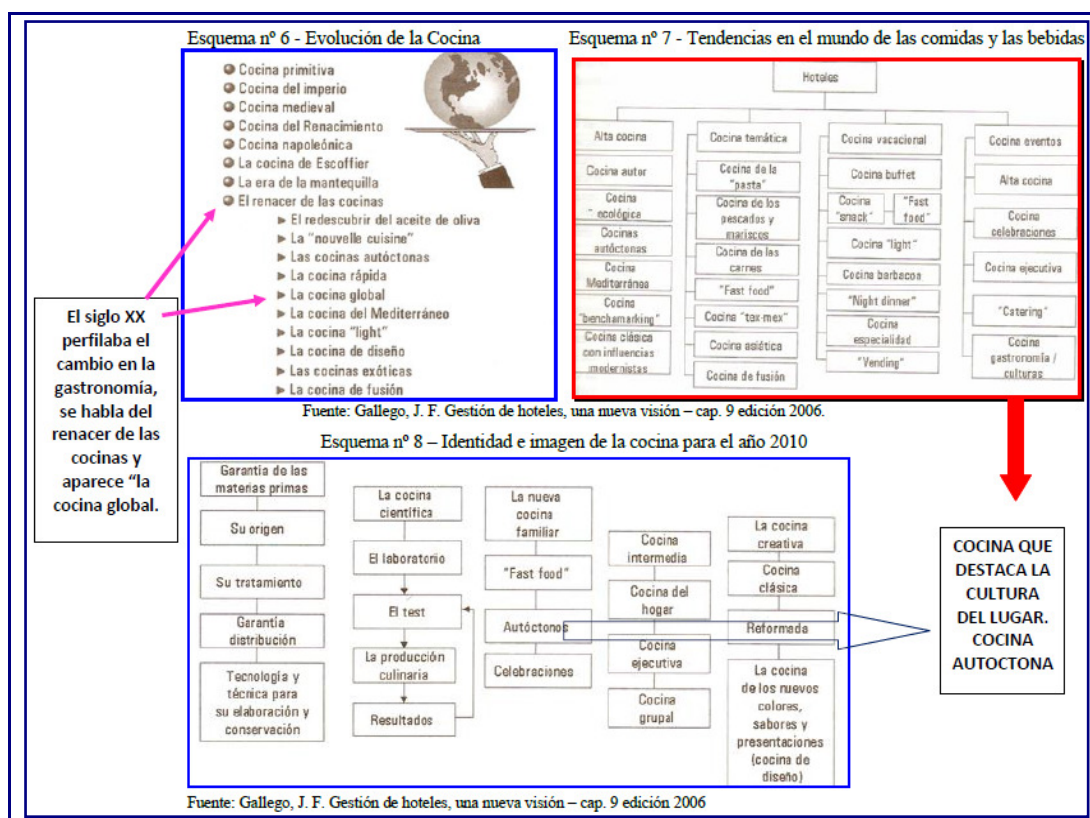 Esquema nº 6 - Evolución de la Cocina
Cocina primitiva
Cocina del imperio
Cocina medieval
Cocina del Renacimiento
Cocina napoleónica
La cocina de Escoffier
La era de la mantequilla
El renacer de las cocinas
El redescubrir del aceite de oliva
La "nouvelle cuisine"
Las cocinas autóctonas
La cocina rápida
La cocina global
La cocina del Mediterráneo
La cocina "light"
La cocina de diseño
Las cocinas exóticas
La cocina de fusión
Esquema nº 7 - Tendencias en el mundo de las comidas y las bebidas
Hoteles
Alta cocina
Cocina autor
Cocina
" ecológica
Cocinas
autóctonas
Cocina
Mediterránea
Cocina
"benchamarking"
Cocina clásica
con influencias
modernistas
Cocina temática
Cocina de la
"pasta"
Cocina de los
pescados y
mariscos
Cocina de las
carnes
"Fast food"
Cocina "tex-mex"
Cocina asiática
Cocina de fusión
Cocina vacacional
Cocina buffet
Cocina
"snack"
"Fast
food"
Cocina "light"
Cocina barbacoa
"Night dinner"
Cocina
especialidad
"Vending"
Cocina eventos
Alta cocina
Cocina
celebraciones
Cocina ejecutiva
"Catering"
Cocina
gastronomía /
culturas
El siglo XX
perfilaba el
cambio en la
gastronomía,
se habla del
renacer de las
cocinas y
aparece "la
cocina global.
Fuente: Gallego, J. F. Gestión de hoteles, una nueva visión – cap. 9 edición 2006.
Esquema nº 8 – Identidad e imagen de la cocina para el año 2010
Garantía de las
materias primas
Su origen
Su tratamiento
Garantía
distribución
Tecnología y
técnica para
su elaboración y
conservación
La cocina
científica
El laboratorio
El test
La producción
culinaria
Resultados
La nueva
cocina
familiar
"Fast food"
Autóctonos
Celebraciones
Cocina
intermedia
Cocina del
hogar
Cocina
ejecutiva
Cocina
grupal
La cocina
creativa
Cocina
clásica
Reformada
La cocina
de los nuevos
colores,
sabores y
presentaciones
(cocina de
diseño)
COCINA QUE
DESTACA LA
CULTURA
DEL LUGAR.
COCINA
AUTOCTONA
Fuente: Gallego, J. F. Gestión de hoteles, una nueva visión – cap. 9 edición 2006